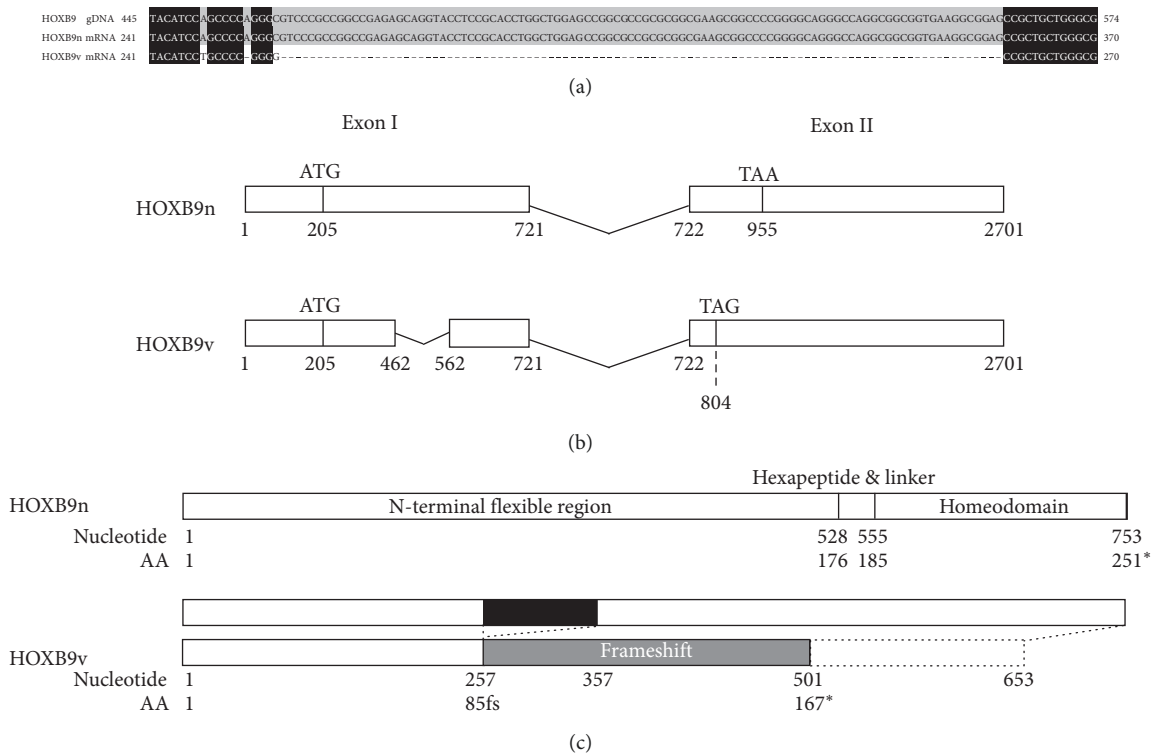 HOXB9 gDNA 445 TACATCCAGCCCCAGGGCGTCCCGCCGGCCGAGAGCAGGTACCTCCGCACCTGGCTGGAGCCGGCGCCGCGCGGCGAAGCGGCCCCGGGGCAGGGCCAGGCGGCGGTGAAGGCGGAGCCGCTGCTGGGCG 574
HOXB9n mRNA 241 TACATCCAGCCCCAGGGCGTCCCGCCGGCCGAGAGCAGGTACCTCCGCACCTGGCTGGAGCCGGCGCCGCGCGGCGAAGCGGCCCCGGGGCAGGGCCAGGCGGCGGTGAAGGCGGAGCCGCTGCTGGGCG 370
HOXB9v mRNA 241 TACATCCTGCCCC-GGGG---------------------------------------------------------------------------------------------------CCGCTGCTGGGCG 270
(a)
Exon I Exon II
ATG TAA
HOXB9n
1 205 721 722 955 2701
ATG TAG
HOXB9v
1 205 462 562 721 722 2701
804
(b)
Hexapeptide & linker
HOXB9n N-terminal flexible region Homeodomain
Nucleotide 1 528 555 753
AA 1 176 185 251*
HOXB9v Frameshift
Nucleotide 1 257 357 501 653
AA 1 85fs 167*
(c)